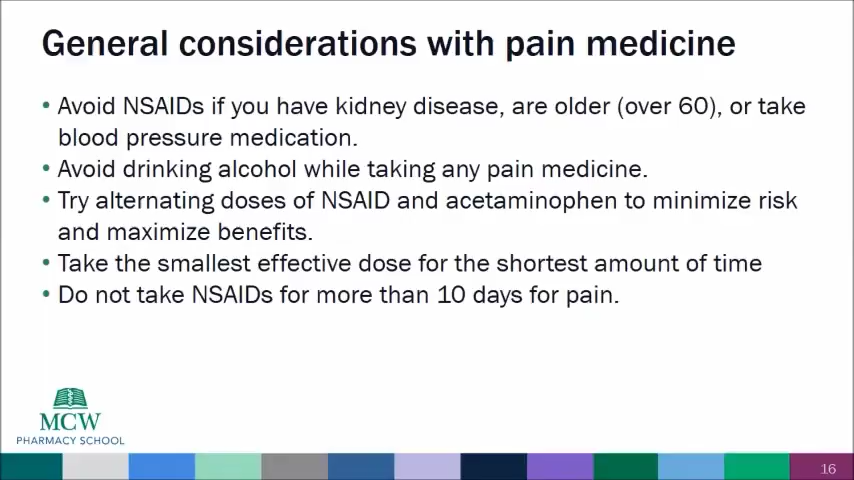 General considerations with pain medicine
• Avoid NSAIDs if you have kidney disease, are older (over 60), or take
blood pressure medication.
• Avoid drinking alcohol while taking any pain medicine.
• Try alternating doses of NSAID and acetaminophen to minimize risk
and maximize benefits.
• Take the smallest effective dose for the shortest amount of time
• Do not take NSAIDs for more than 10 days for pain.
MCW
PHARMACY SCHOOL
16